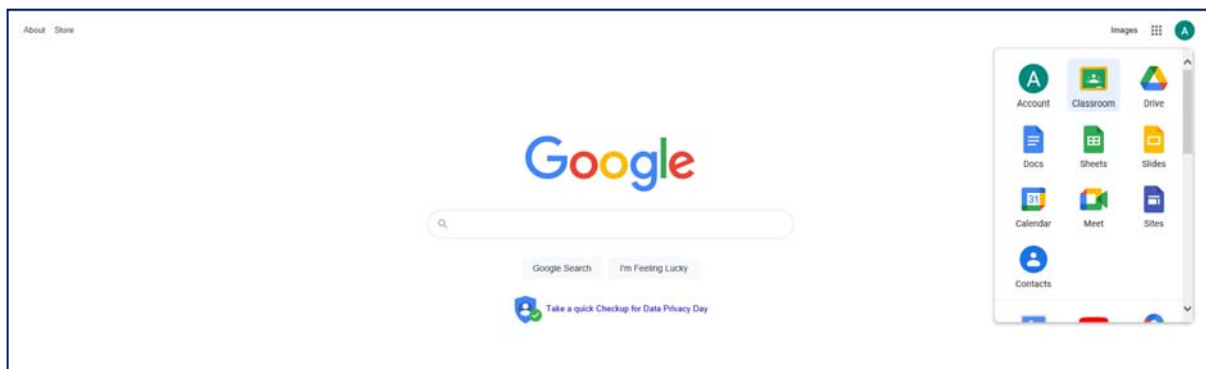 About Store
Images
A
A
Account Classroom Drive
Docs Sheets Slides
31
Calendar Meet Sites
Contacts
Google
Google Search I'm Feeling Lucky
Take a quick Checkup for Data Privacy Day